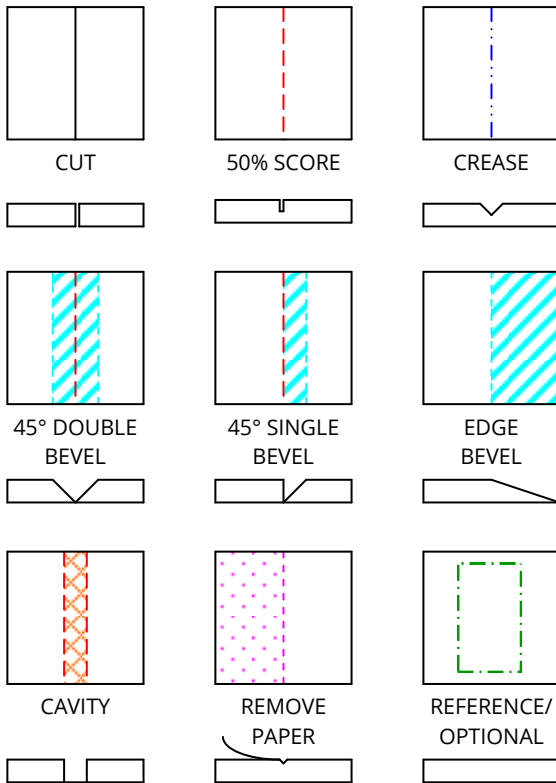 CUT
50% SCORE
CREASE
45° DOUBLE
BEVEL
45° SINGLE
BEVEL
EDGE
BEVEL
CAVITY
REMOVE
PAPER
REFERENCE/
OPTIONAL